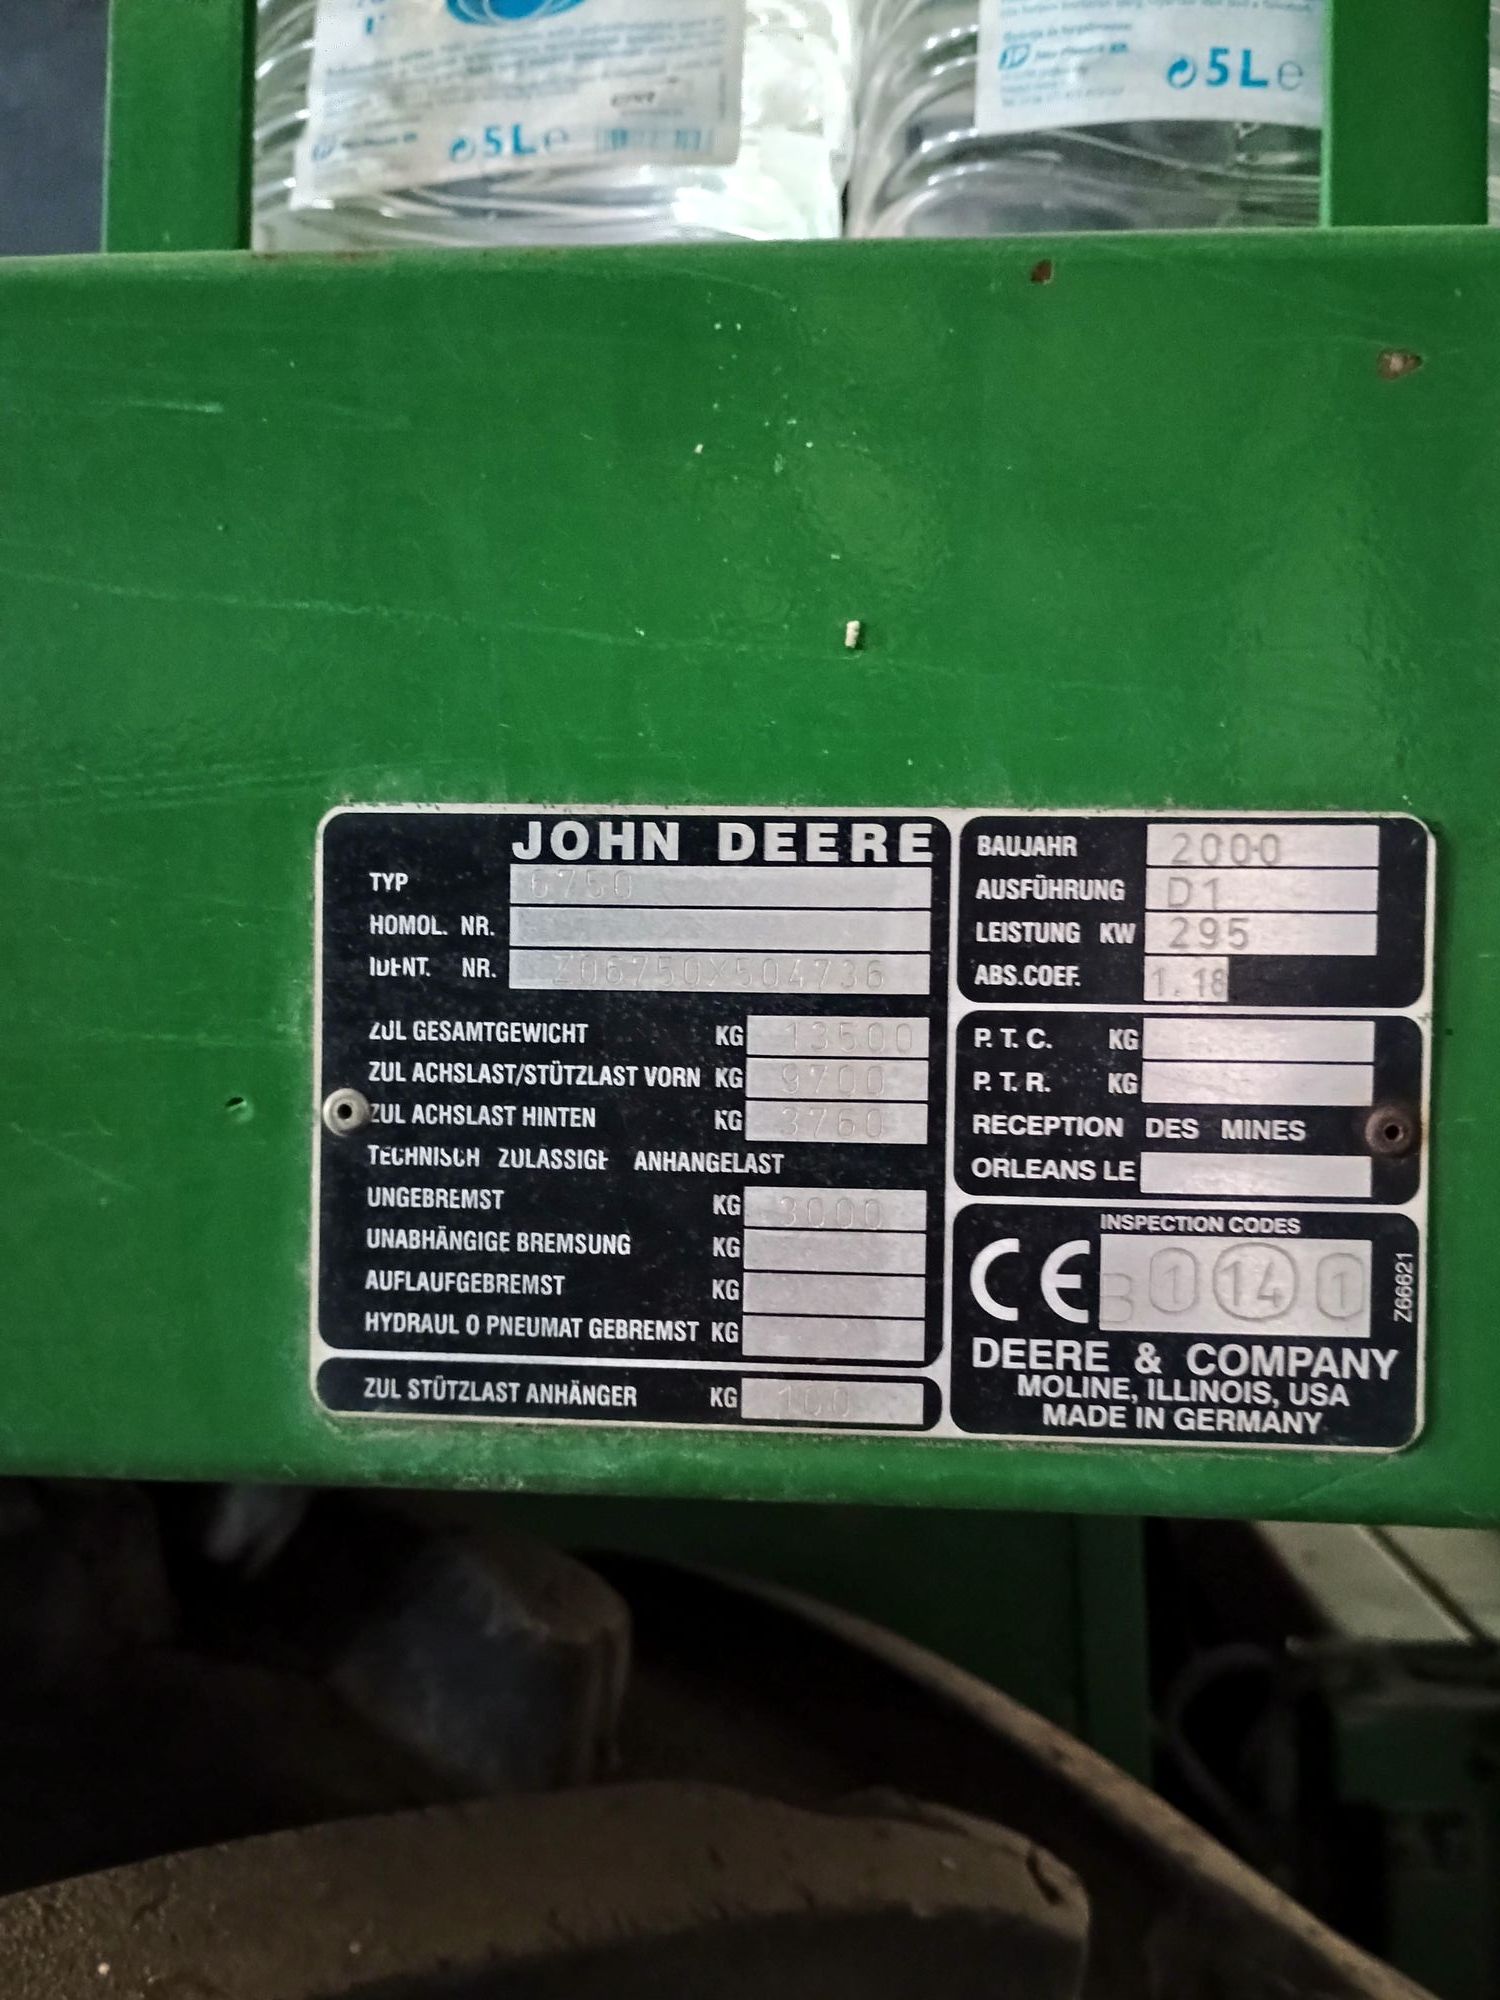 5L e
5L e
JOHN DEERE
TYP 6750
HOMOL. NR.
IDENT. NR. Z06750X504736
ZUL GESAMTGEWICHT KG 13500
ZUL ACHSLAST/STÜTZLAST VORN KG 9700
ZUL ACHSLAST HINTEN KG 3760
TECHNISCH ZULÄSSIGE ANHANGELAST
UNGEBREMST KG 3000
UNABHÄNGIGE BREMSUNG KG
AUFLAUFGEBREMST KG
HYDRAUL O PNEUMAT GEBREMST KG
ZUL STÜTZLAST ANHÄNGER KG 100
BAUJAHR 2000
AUSFÜHRUNG D1
LEISTUNG KW 295
ABS.COEF. 1.18
P. T. C. KG
P. T. R. KG
RECEPTION DES MINES
ORLEANS LE
INSPECTION CODES
CE B 1 14 1
Z66621
DEERE & COMPANY
MOLINE, ILLINOIS, USA
MADE IN GERMANY